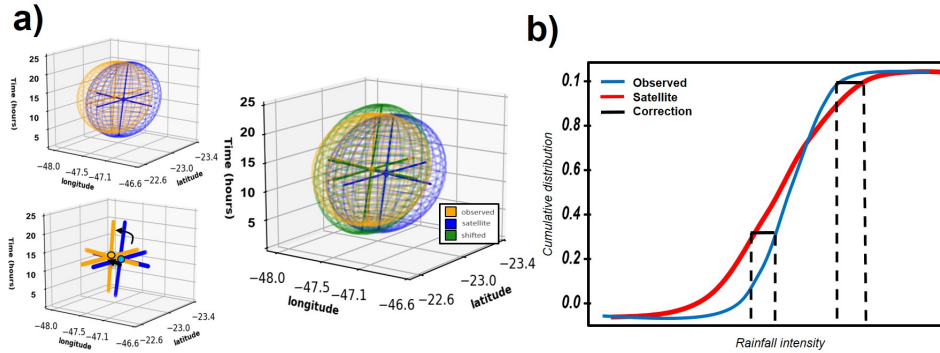 a)
25
20
15
10
5
Time (hours)
−48.0
−47.5
−47.1
−46.6
longitude
−22.6
−23.0
−23.4
latitude
25
20
15
10
5
Time (hours)
−48.0
−47.5
−47.1
−46.6
longitude
−22.6
−23.0
−23.4
latitude
25
20
15
10
5
Time (hours)
observed
satellite
shifted
−48.0
−47.5
−47.1
−46.6
longitude
−22.6
−23.0
−23.4
latitude
b)
Observed
Satellite
Correction
0.1
0.8
0.6
0.4
0.2
0.0
Cumulative distribution
Rainfall intensity